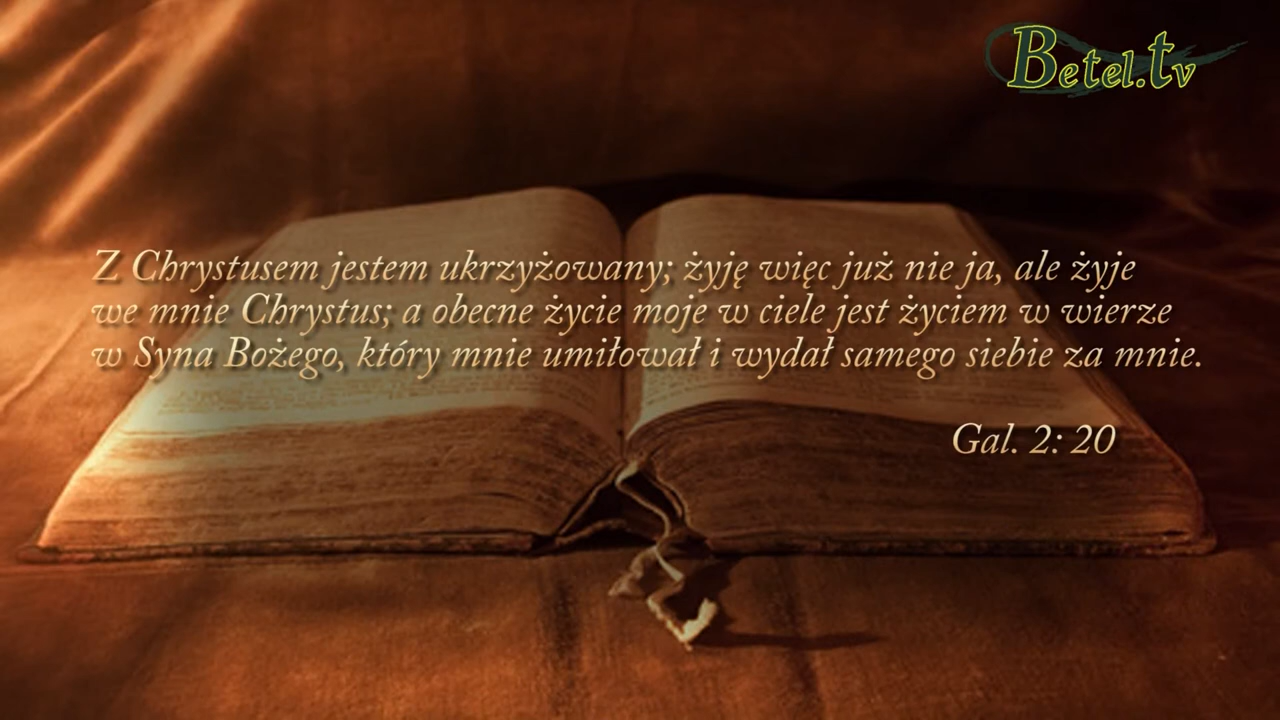 Betel.tv
Z Chrystusem jestem ukrzyżowany; żyję więc już nie ja, ale żyje
we mnie Chrystus; a obecne życie moje w ciele jest życiem w wierze
w Syna Bożego, który mnie umiłował i wydał samego siebie za mnie.
Gal. 2: 20